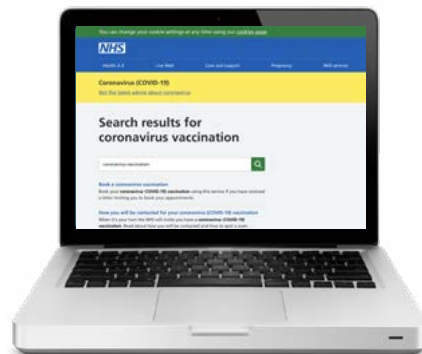 You can change your cookie settings at any time using our cookies page.
NHS
Health A-Z Live Well Care and support Pregnancy NHS services
Coronavirus (COVID-19)
Get the latest advice about coronavirus
Search results for
coronavirus vaccination
coronavirus vaccination
Book a coronavirus vaccination
Book your coronavirus (COVID-19) vaccination using this service if you have received
a letter inviting you to book your appointments.
How you will be contacted for your coronavirus (COVID-19) vaccination
When it's your turn the NHS will invite you have a coronavirus (COVID-19)
vaccination. Read about how you will be contacted and how to spot a scam.